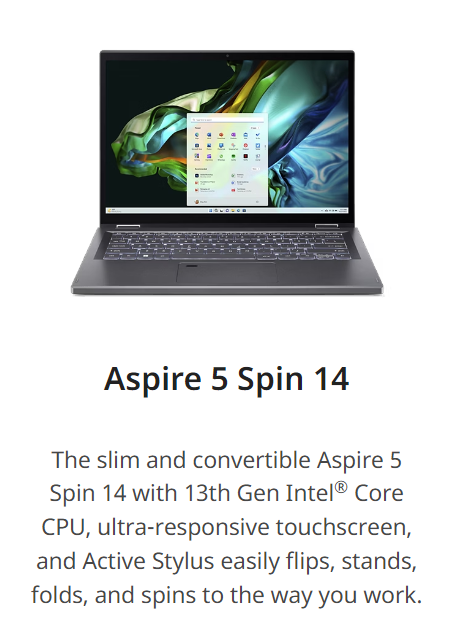 Aspire 5 Spin 14
The slim and convertible Aspire 5
Spin 14 with 13th Gen Intel® Core
CPU, ultra-responsive touchscreen,
and Active Stylus easily flips, stands,
folds, and spins to the way you work.